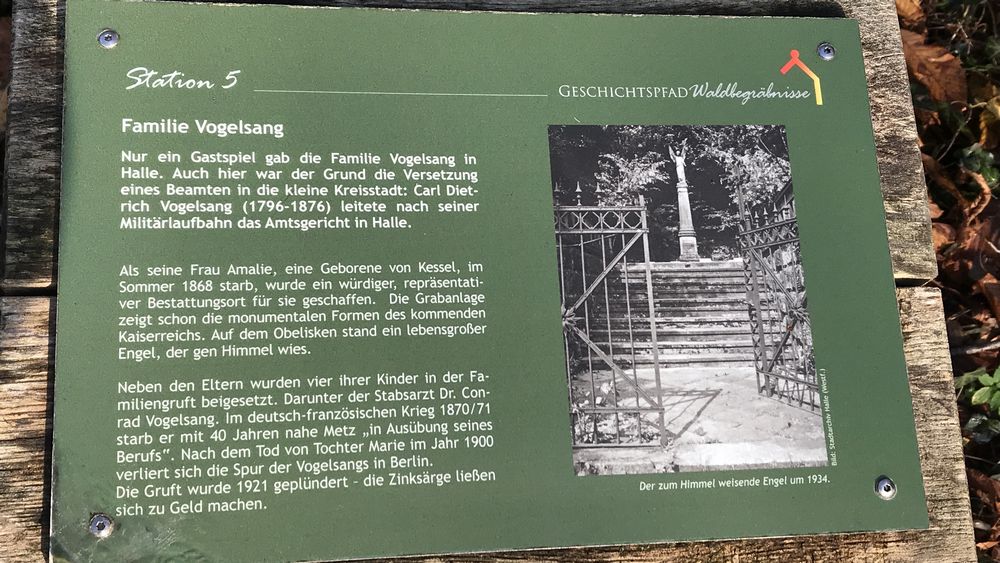 Station 5
GESCHICHTSPFAD Waldbegräbnisse
Familie Vogelsang
Nur ein Gastspiel gab die Familie Vogelsang in
Halle. Auch hier war der Grund die Versetzung
eines Beamten in die kleine Kreisstadt: Carl Diet-
rich Vogelsang (1796-1876) leitete nach seiner
Militärlaufbahn das Amtsgericht in Halle.
Als seine Frau Amalie, eine Geborene von Kessel, im
Sommer 1868 starb, wurde ein würdiger, repräsentati-
ver Bestattungsort für sie geschaffen. Die Grabanlage
zeigt schon die monumentalen Formen des kommenden
Kaiserreichs. Auf dem Obelisken stand ein lebensgroßer
Engel, der gen Himmel wies.
Neben den Eltern wurden vier ihrer Kinder in der Fa-
miliengruft beigesetzt. Darunter der Stabsarzt Dr. Con-
rad Vogelsang. Im deutsch-französischen Krieg 1870/71
starb er mit 40 Jahren nahe Metz „in Ausübung seines
Berufs“. Nach dem Tod von Tochter Marie im Jahr 1900
verliert sich die Spur der Vogelsangs in Berlin.
Die Gruft wurde 1921 geplündert – die Zinksärge ließen
sich zu Geld machen.
Bild: Stadtarchiv Halle (Westf.)
Der zum Himmel weisende Engel um 1934.